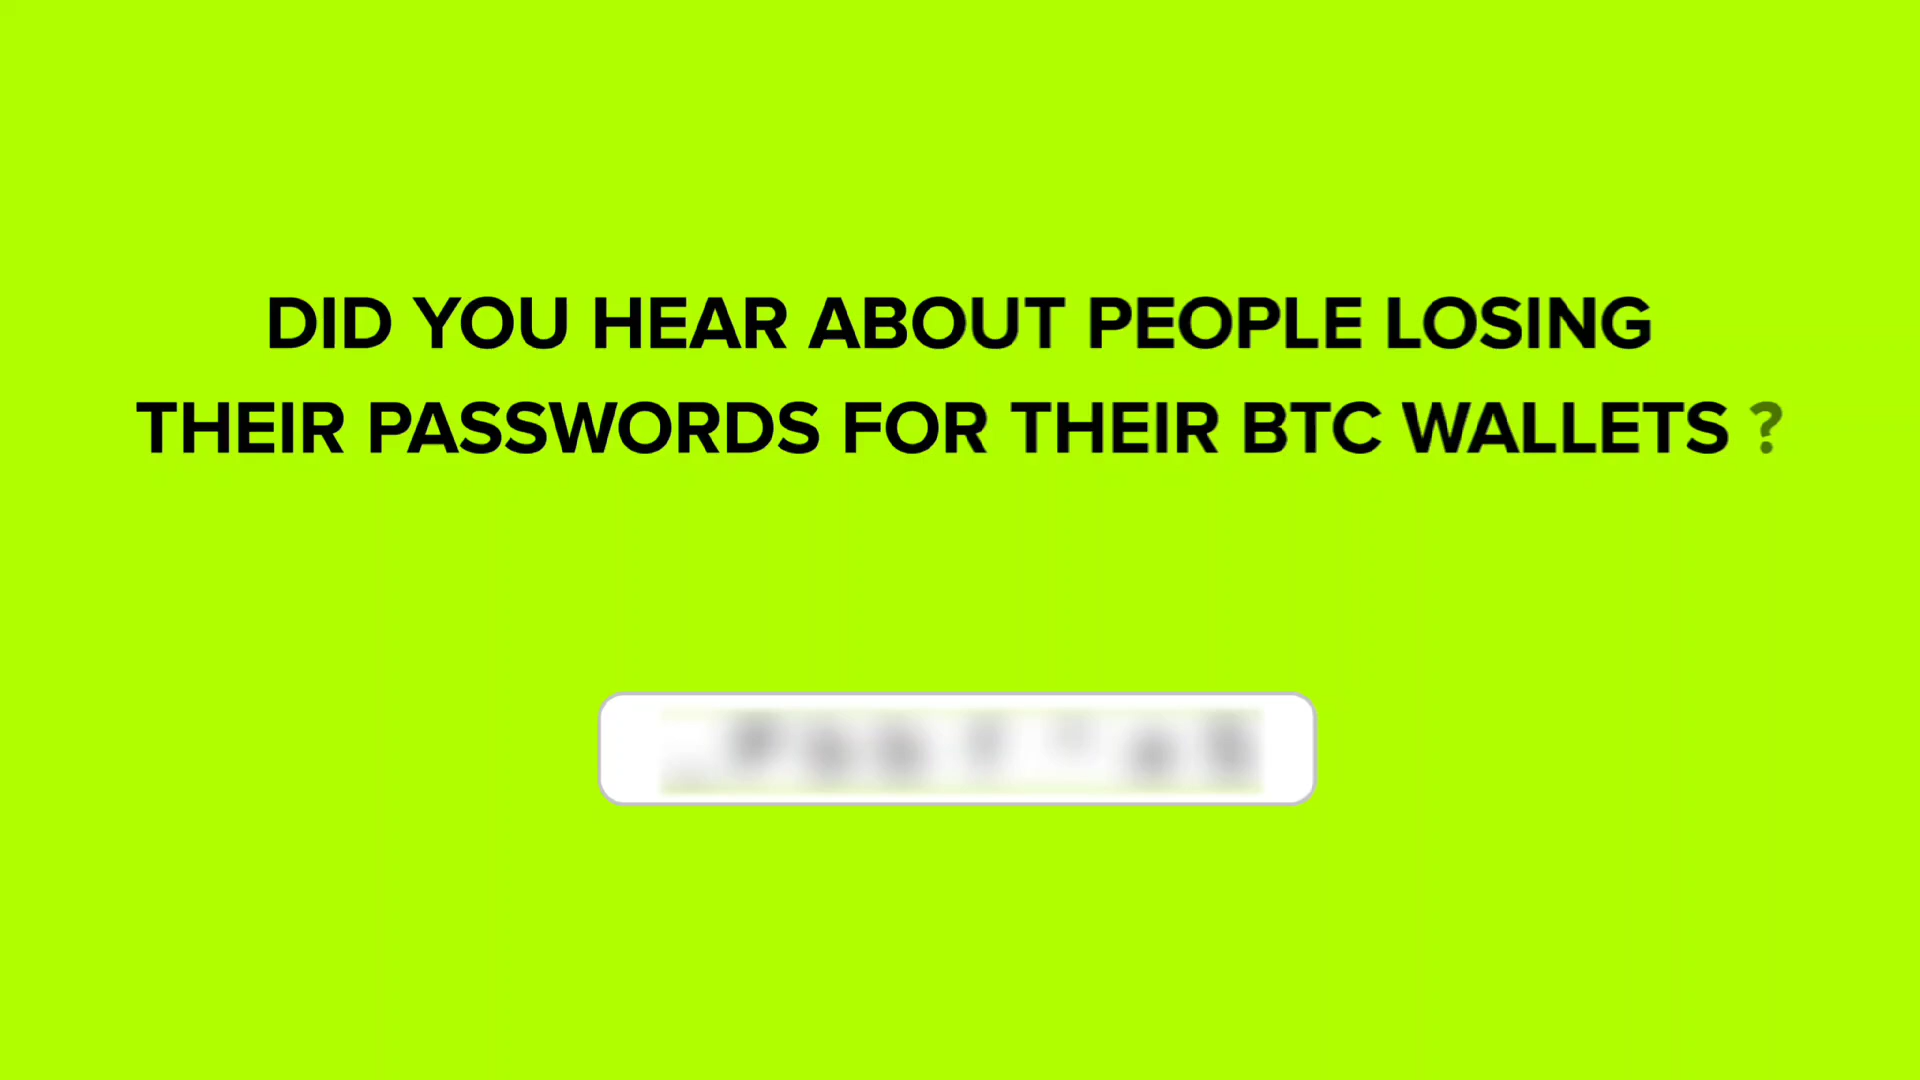 DID YOU HEAR ABOUT PEOPLE LOSING
THEIR PASSWORDS FOR THEIR BTC WALLETS ?